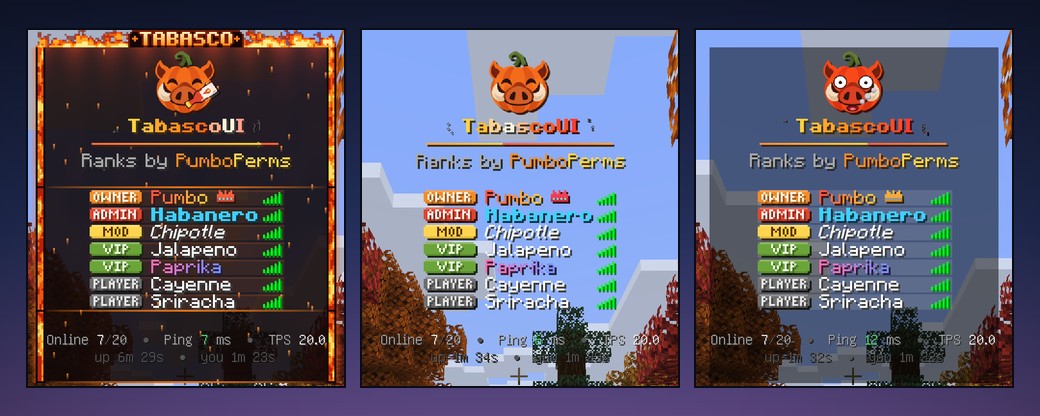 TABASCO
TabascoUI
Ranks by PumboPerms
OWNER Pumbo
ADMIN Habanero
MOD Chipotle
VIP Jalapeno
VIP Paprika
PLAYER Cayenne
PLAYER Sriracha
Online 7/20 • Ping 7 ms • TPS 20.0
up 6m 29s • you 1m 23s
TabascoUI
Ranks by PumboPerms
OWNER Pumbo
ADMIN Habanero
MOD Chipotle
VIP Jalapeno
VIP Paprika
PLAYER Cayenne
PLAYER Sriracha
Online 7/20 • Ping ms • TPS 20.0
34s •
TabascoUI
Ranks by PumboPerms
OWNER Pumbo
ADMIN Habanero
MOD Chipotle
VIP Jalapeno
VIP Paprika
PLAYER Cayenne
PLAYER Sriracha
Online 7/20 • Ping 12 ms • TPS 20.0
32s •